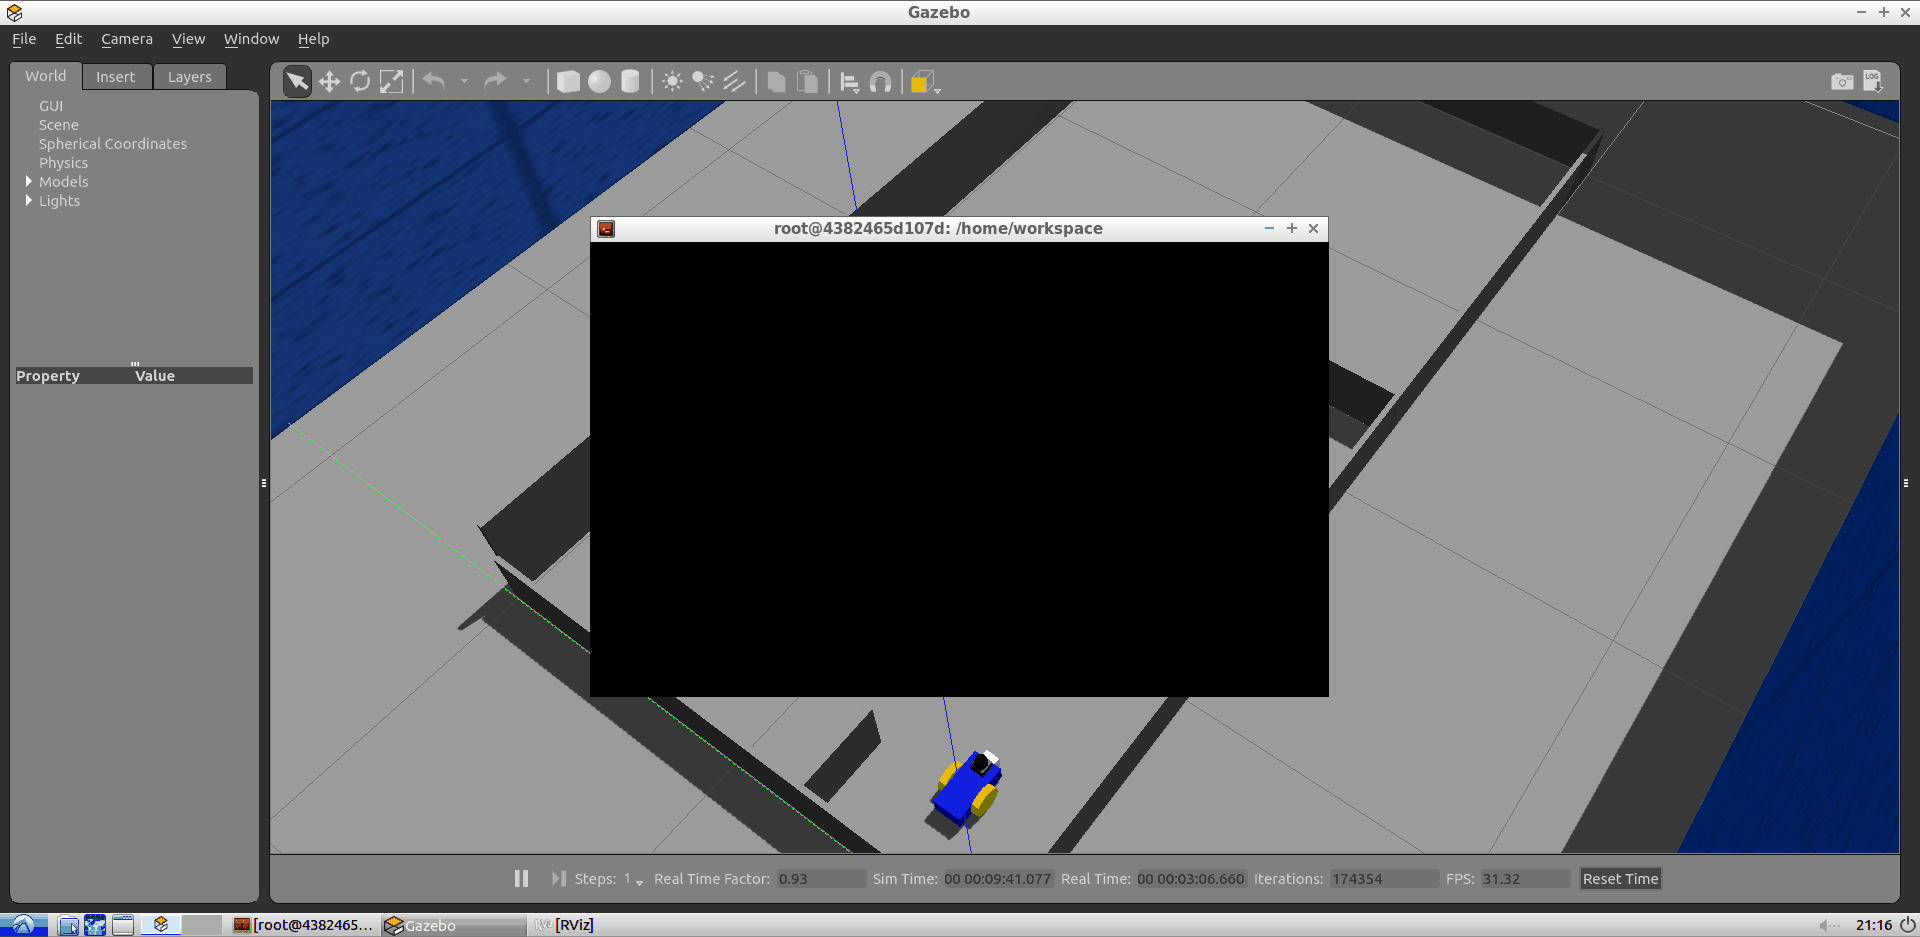 Gazebo
File Edit Camera View Window Help
World Insert Layers
LOG
GUI
Scene
Spherical Coordinates
Physics
Models
Lights
root@4382465d107d: /home/workspace
Property Value
Steps: 1 Real Time Factor: 0.93 Sim Time: 00 00:09:41.077 Real Time: 00 00:03:06.660 Iterations: 174354 FPS: 31.32 Reset Time
[root@4382465... Gazebo [RViz] 21:16